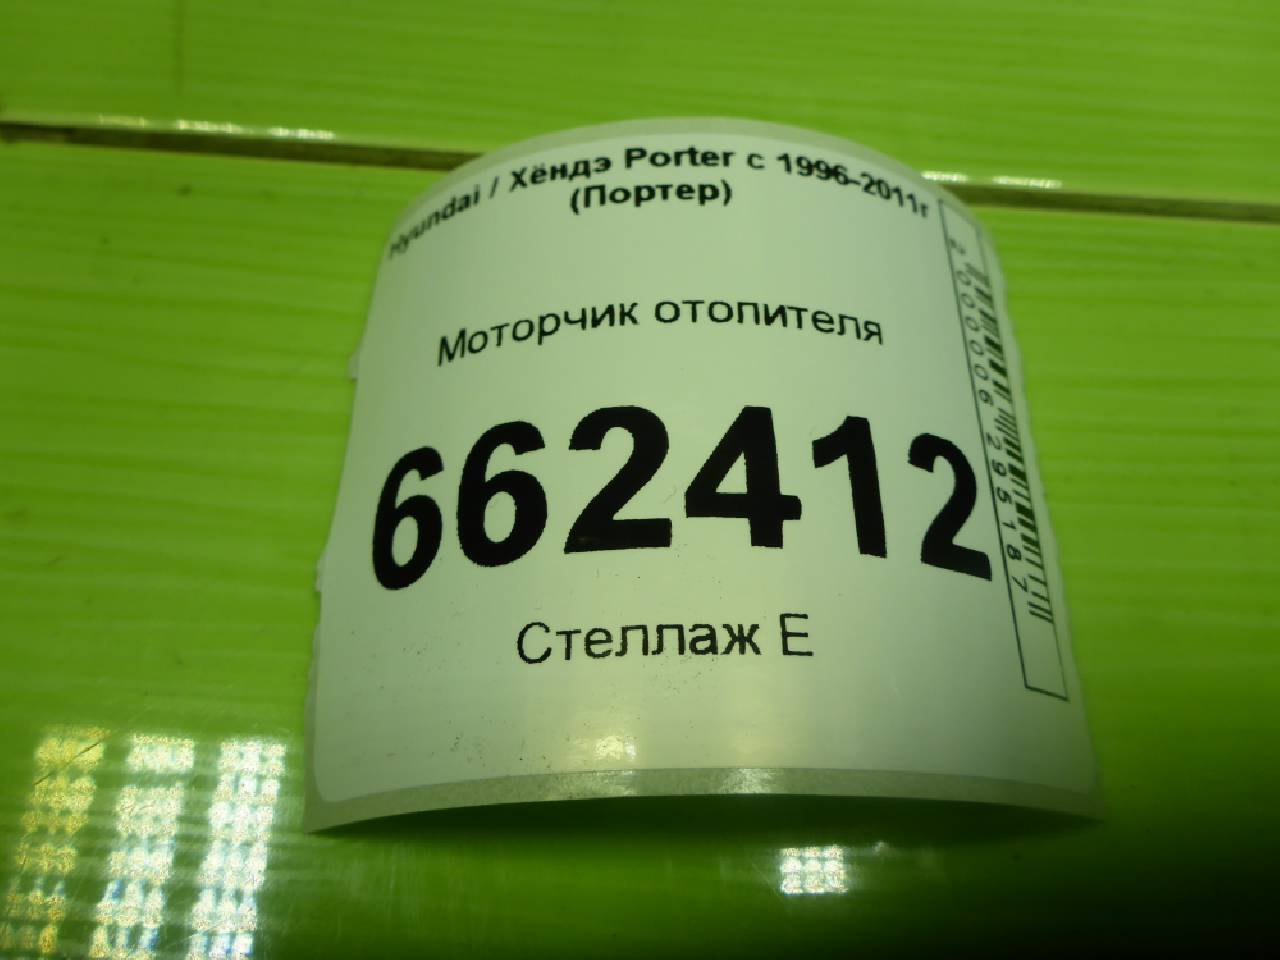 Hyundai / Хёндэ Porter с 1996-2011г
(Портер)
Моторчик отопителя
662412
Стеллаж Е
2000006295187